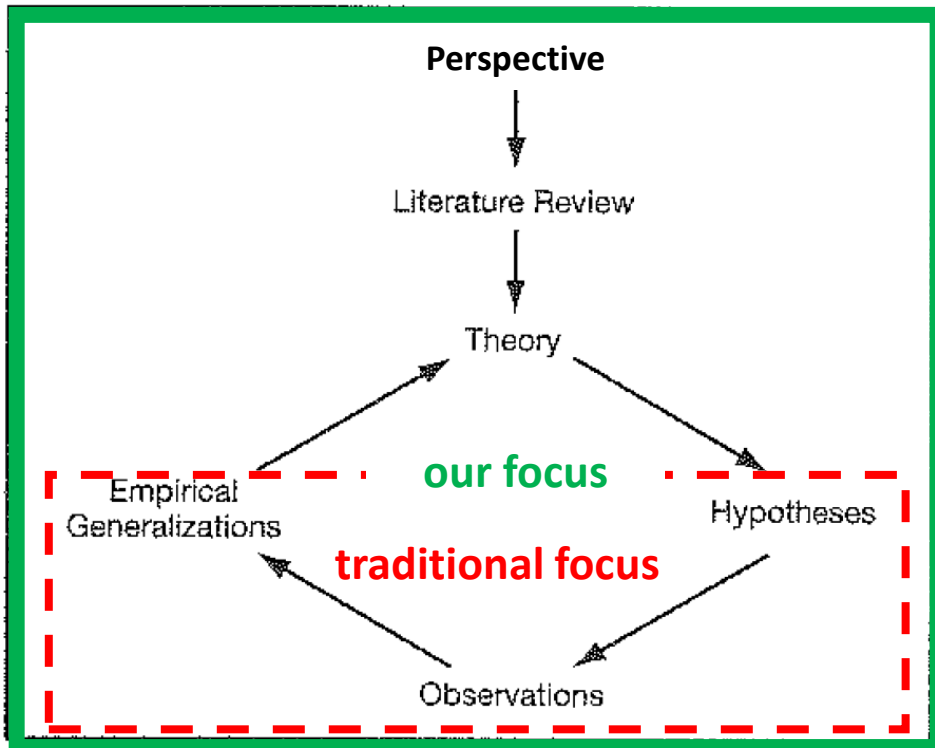 Perspective
Literature Review
Theory
our focus
Empirical
Generalizations
Hypotheses
traditional focus
Observations